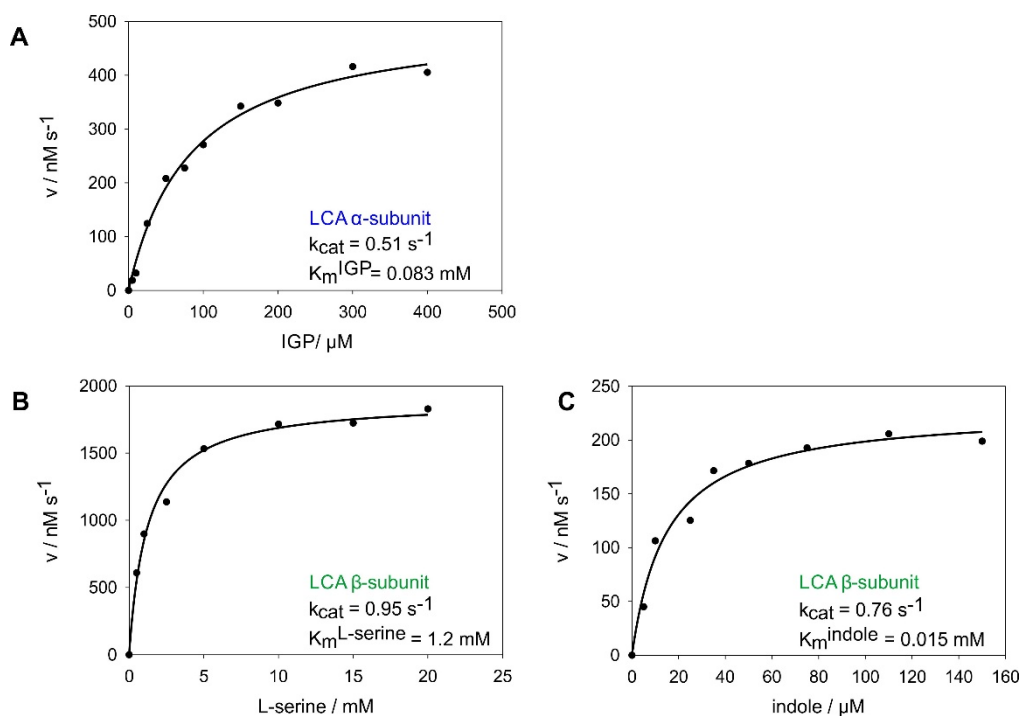 A
500
400
300
200
100
0
v / nM s⁻¹
LCA α-subunit
kcat = 0.51 s⁻¹
KmIGP = 0.083 mM
0 100 200 300 400 500
IGP/ µM
B
2000
1500
1000
500
0
v / nM s⁻¹
LCA β-subunit
kcat = 0.95 s⁻¹
KmL-serine = 1.2 mM
0 5 10 15 20 25
L-serine / mM
C
250
200
150
100
50
0
v / nM s⁻¹
LCA β-subunit
kcat = 0.76 s⁻¹
Kmindole = 0.015 mM
0 20 40 60 80 100 120 140 160
indole / µM